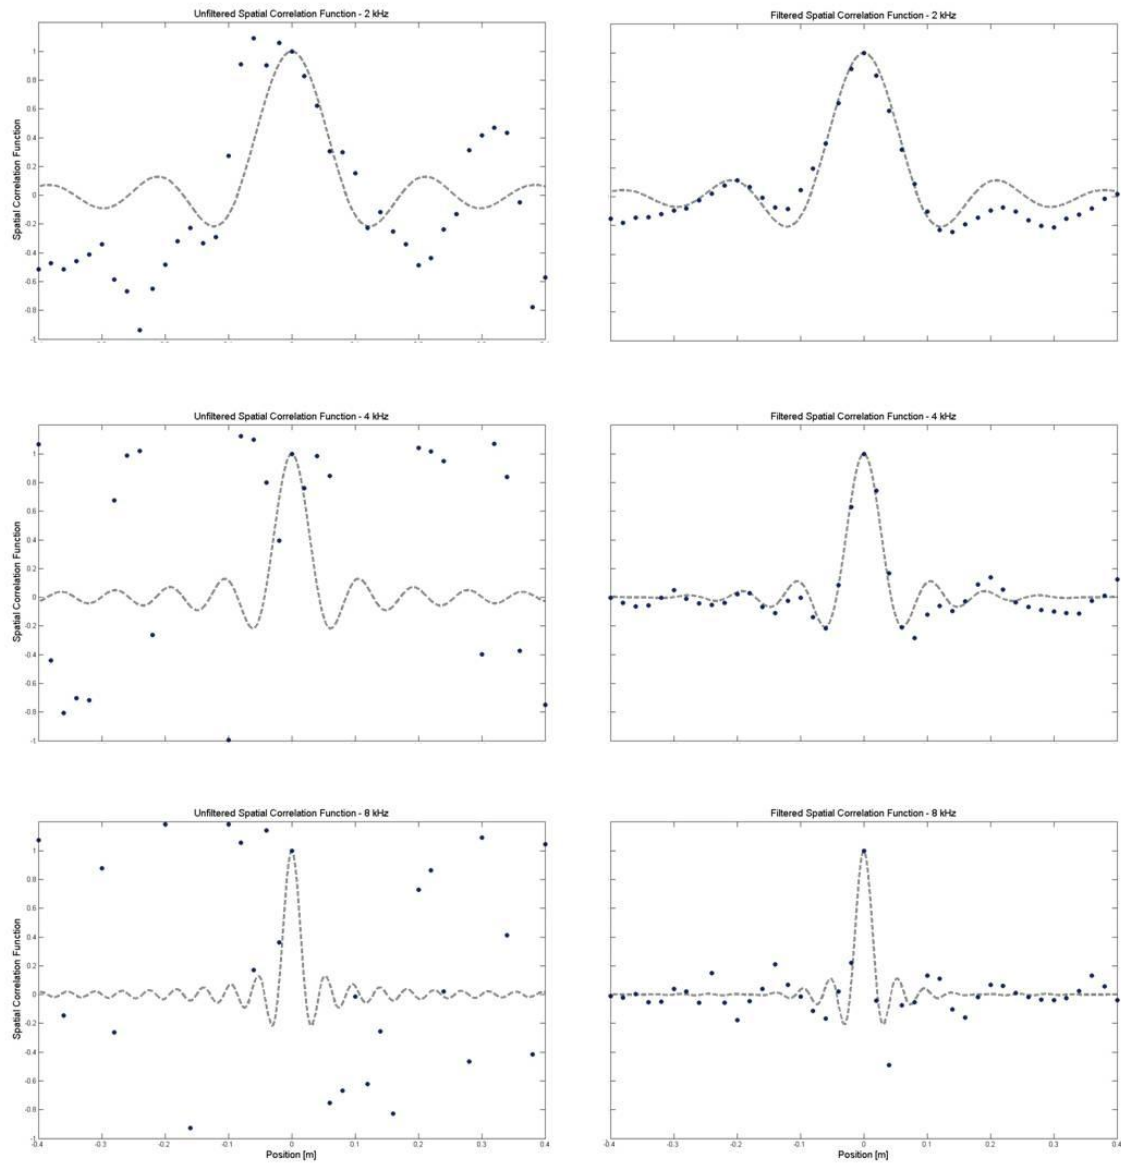 Unfiltered Spatial Correlation Function - 2 kHz
Filtered Spatial Correlation Function - 2 kHz
Spatial Correlation Function
1
0.8
0.6
0.4
0.2
0
-0.2
-0.4
-0.6
-0.8
-1
Unfiltered Spatial Correlation Function - 4 kHz
Filtered Spatial Correlation Function - 4 kHz
Spatial Correlation Function
1
0.8
0.6
0.4
0.2
0
-0.2
-0.4
-0.6
-0.8
-1
Unfiltered Spatial Correlation Function - 8 kHz
Filtered Spatial Correlation Function - 8 kHz
Spatial Correlation Function
1
0.8
0.6
0.4
0.2
0
-0.2
-0.4
-0.6
-0.8
-1
-0.4 -0.3 -0.2 -0.1 0 0.1 0.2 0.3 0.4
-0.4 -0.3 -0.2 -0.1 0 0.1 0.2 0.3 0.4
Position [m]
Position [m]